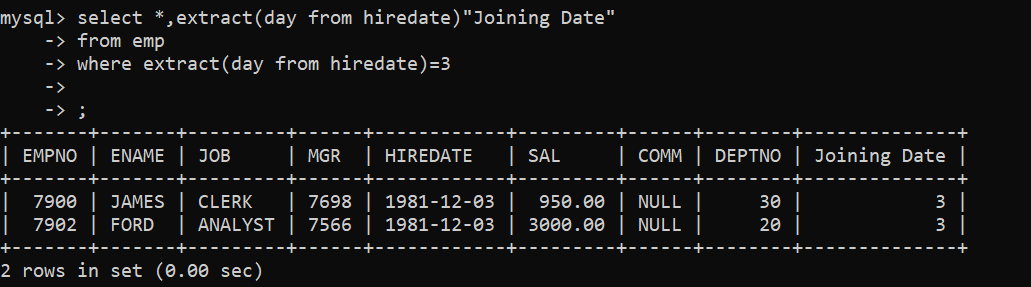 mysql> select *,extract(day from hiredate)"Joining Date"
    -> from emp
    -> where extract(day from hiredate)=3
    ->
    -> ;
+-------+-------+---------+------+------------+---------+------+--------+--------------+
| EMPNO | ENAME | JOB     | MGR  | HIREDATE   | SAL     | COMM | DEPTNO | Joining Date |
+-------+-------+---------+------+------------+---------+------+--------+--------------+
|  7900 | JAMES | CLERK   | 7698 | 1981-12-03 |  950.00 | NULL |     30 |            3 |
|  7902 | FORD  | ANALYST | 7566 | 1981-12-03 | 3000.00 | NULL |     20 |            3 |
+-------+-------+---------+------+------------+---------+------+--------+--------------+
2 rows in set (0.00 sec)